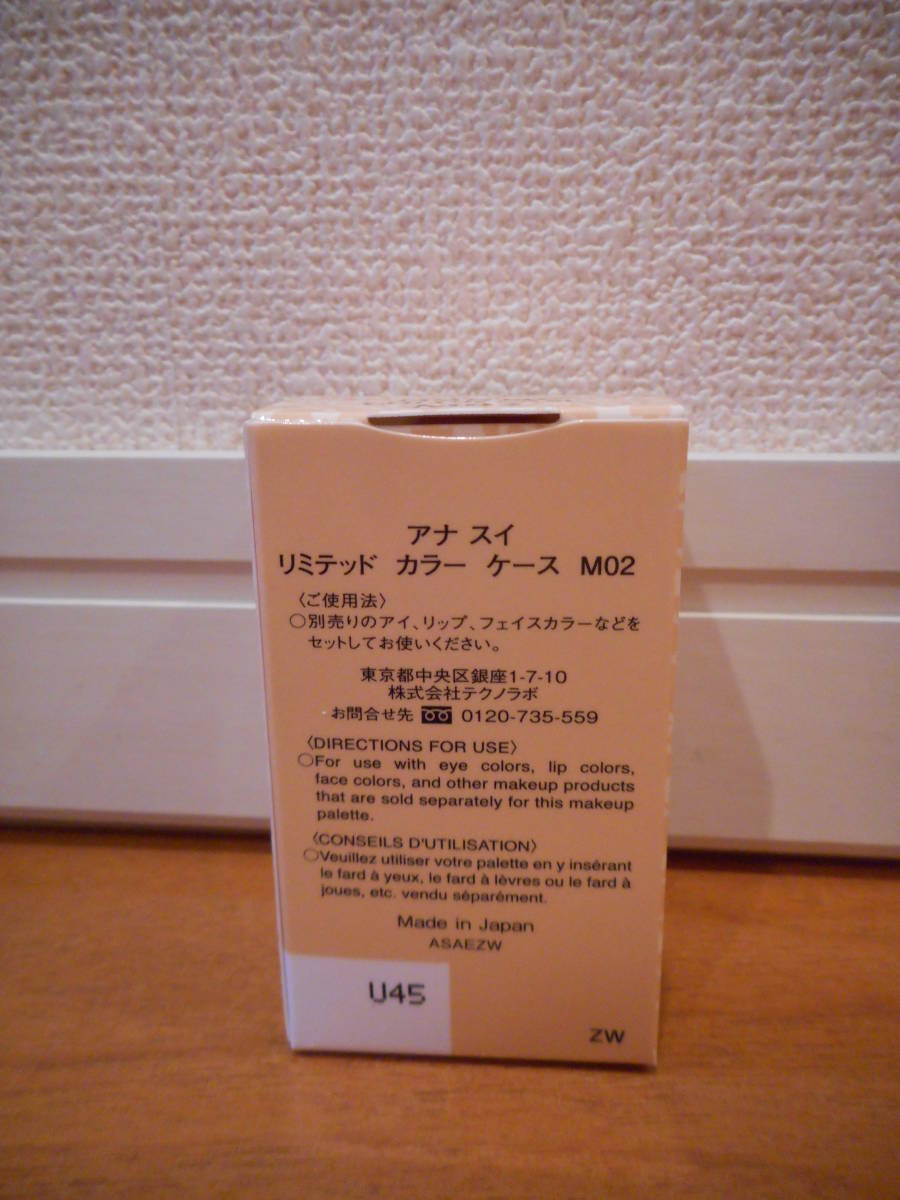 アナ スイ
リミテッド カラー ケース M02
〈ご使用法〉
○別売りのアイ、リップ、フェイスカラーなどを
セットしてお使いください。
東京都中央区銀座1-7-10
株式会社テクノラボ
お問合せ先 0120-735-559
〈DIRECTIONS FOR USE〉
○For use with eye colors, lip colors,
face colors, and other makeup products
that are sold separately for this makeup
palette.
〈CONSEILS D'UTILISATION〉
○Veuillez utiliser votre palette en y insérant
le fard à yeux, le fard à lèvres ou le fard à
joues, etc. vendu séparément.
Made in Japan
ASAEZW
U45
ZW